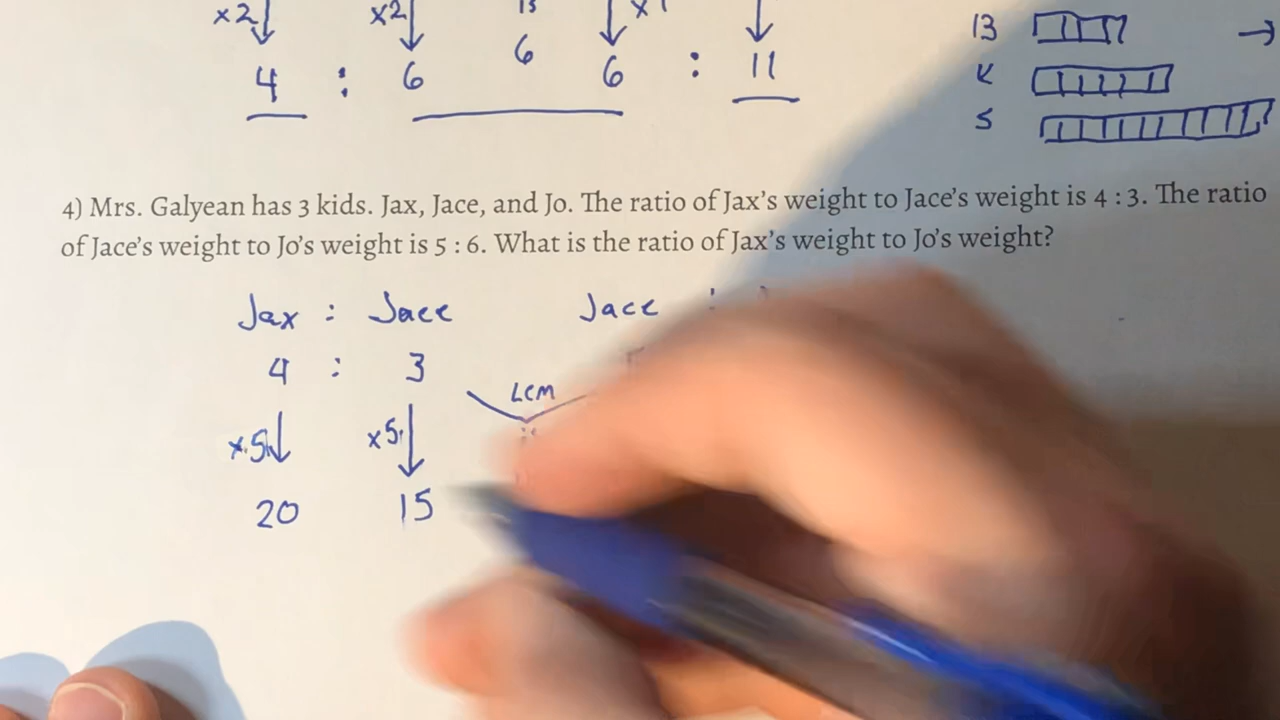 x2 x2 is x1 13
4 : 6 6 6 : 11 K
S
4) Mrs. Galyean has 3 kids. Jax, Jace, and Jo. The ratio of Jax's weight to Jace's weight is 4 : 3. The ratio
of Jace's weight to Jo's weight is 5 : 6. What is the ratio of Jax's weight to Jo's weight?
Jax : Jace Jace :
4 : 3
LCM
x5 x5
20 15